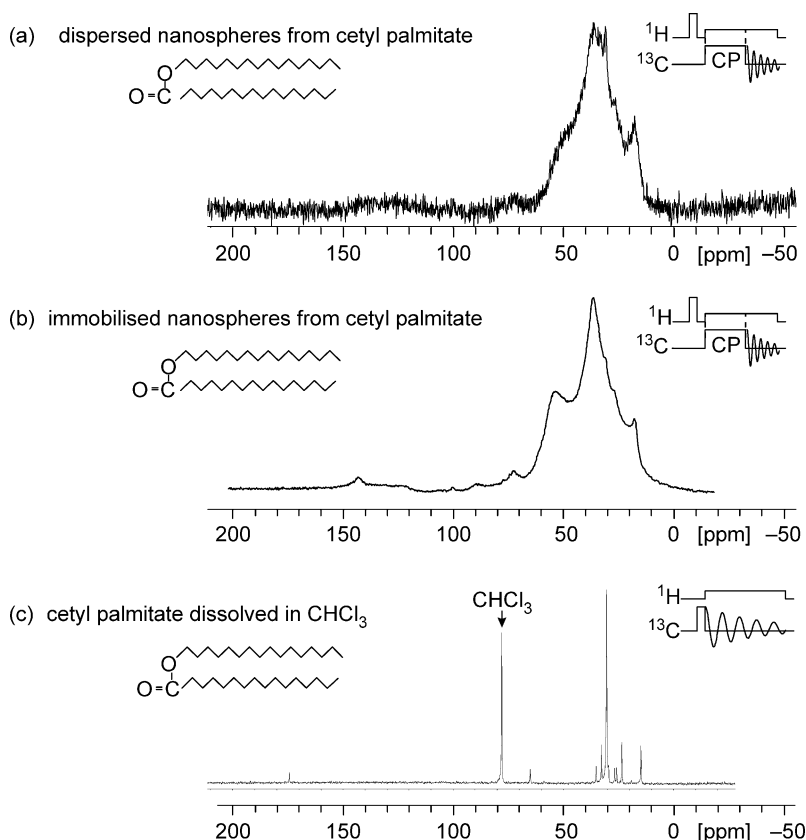 (a) dispersed nanospheres from cetyl palmitate
¹H
¹³C CP
O
O=C
200 150 100 50 0 [ppm] –50
(b) immobilised nanospheres from cetyl palmitate
¹H
¹³C CP
O
O=C
200 150 100 50 0 [ppm] –50
(c) cetyl palmitate dissolved in CHCl₃
CHCl₃
¹H
¹³C
O
O=C
200 150 100 50 0 [ppm] –50